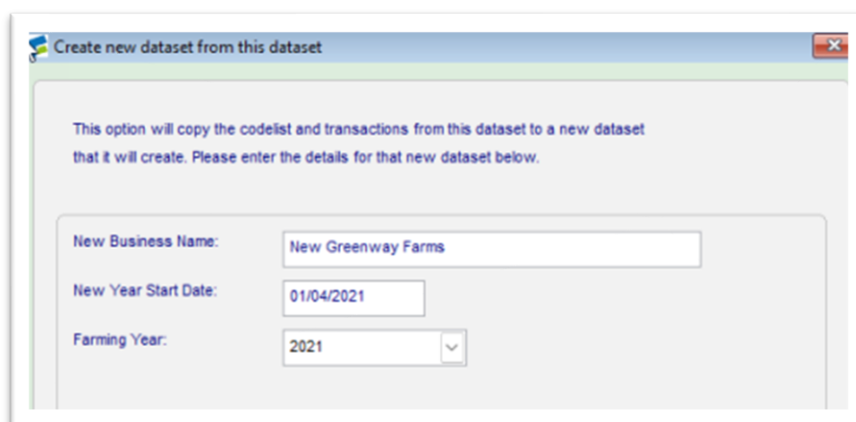 Create new dataset from this dataset
This option will copy the codelist and transactions from this dataset to a new dataset
that it will create. Please enter the details for that new dataset below.
New Business Name: New Greenway Farms
New Year Start Date: 01/04/2021
Farming Year: 2021